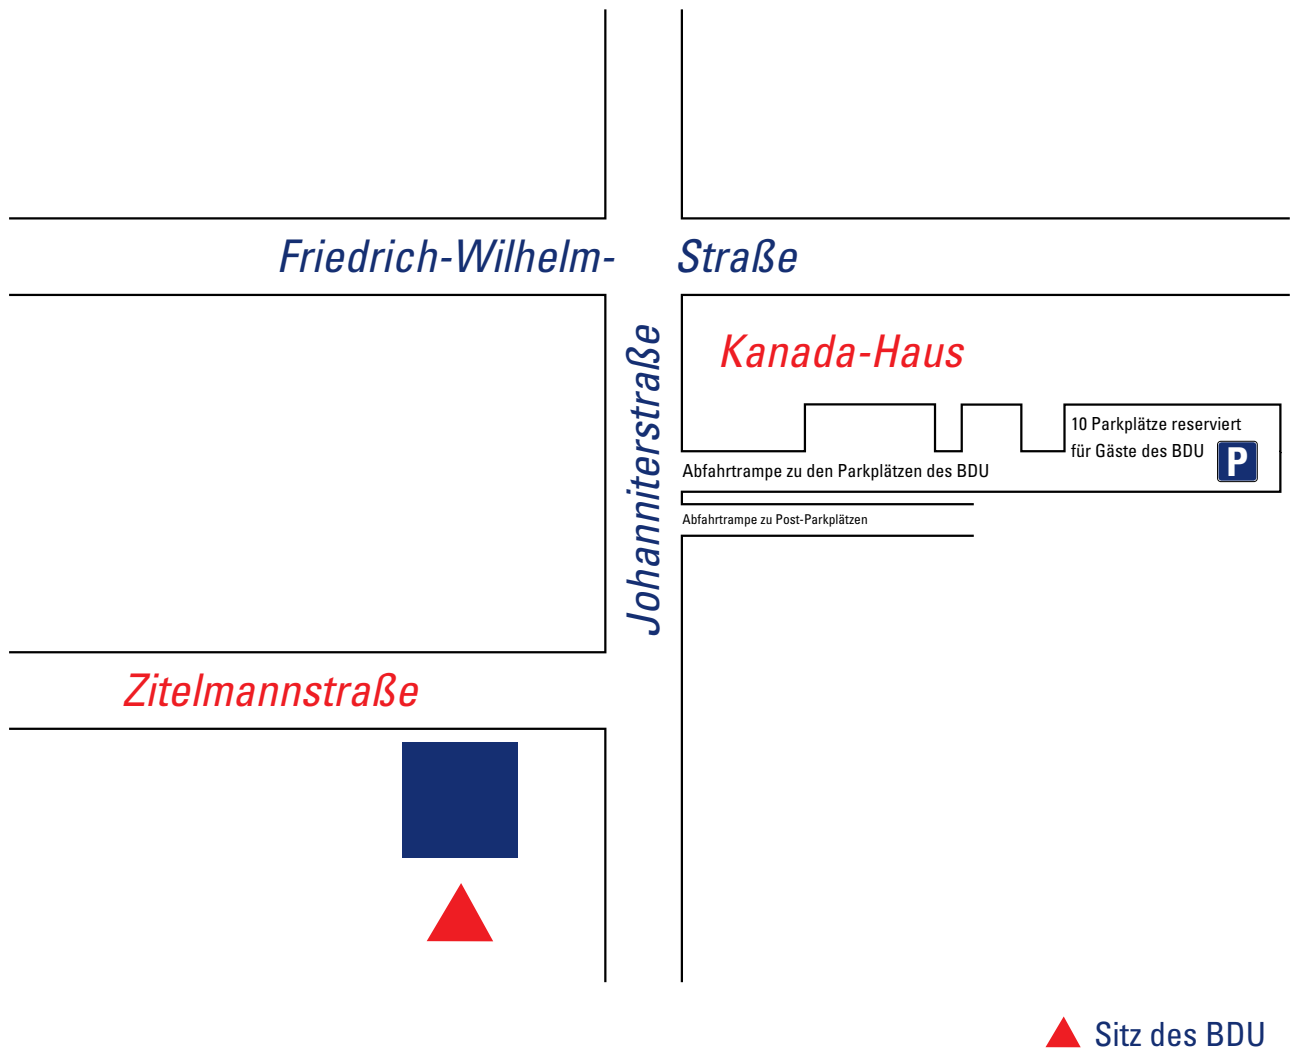 Friedrich-Wilhelm- Straße
Johanniterstraße
Kanada-Haus
10 Parkplätze reserviert
für Gäste des BDU P
Abfahrtrampe zu den Parkplätzen des BDU
Abfahrtrampe zu Post-Parkplätzen
Zitelmannstraße
Sitz des BDU